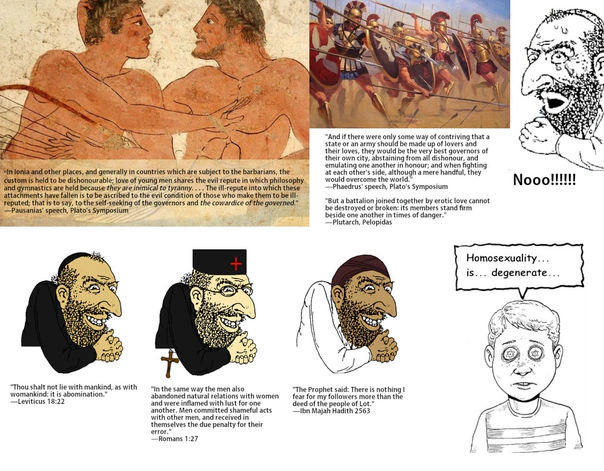 "In Ionia and other places, and generally in countries which are subject to the barbarians, the
custom is held to be dishonourable; love of young men shares the evil repute in which philosophy
and gymnastics are held because they are inimical to tyranny. . . . The ill-repute into which these
attachments have fallen is to be ascribed to the evil condition of those who make them to be ill-
reputed; that is to say, to the self-seeking of the governors and the cowardice of the governed."
—Pausanias' speech, Plato's Symposium
"And if there were only some way of contriving that a
state or an army should be made up of lovers and
their loves, they would be the very best governors of
their own city, abstaining from all dishonour, and
emulating one another in honour; and when fighting
at each other's side, although a mere handful, they
would overcome the world."
—Phaedrus' speech, Plato's Symposium
"But a battalion joined together by erotic love cannot
be destroyed or broken: its members stand firm
beside one another in times of danger."
—Plutarch, Pelopidas
Nooo!!!!!!
"Thou shalt not lie with mankind, as with
womankind: it is abomination."
—Leviticus 18:22
"In the same way the men also
abandoned natural relations with women
and were inflamed with lust for one
another. Men committed shameful acts
with other men, and received in
themselves the due penalty for their
error."
—Romans 1:27
"The Prophet said: There is nothing I
fear for my followers more than the
deed of the people of Lot."
—Ibn Majah Hadith 2563
Homosexuality...
is... degenerate...